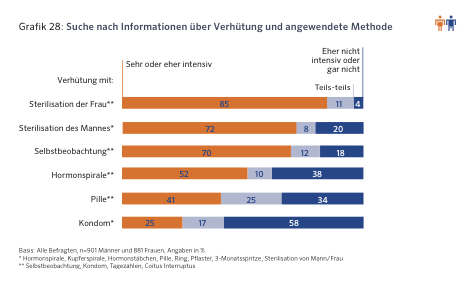 Grafik 28: Suche nach Informationen über Verhütung und angewendete Methode
Eher nicht
intensiv oder
gar nicht
Sehr oder eher intensiv
Verhütung mit:
Teils-teils
Sterilisation der Frau** 85 11 4
Sterilisation des Mannes* 72 8 20
Selbstbeobachtung** 70 12 18
Hormonspirale** 52 10 38
Pille** 41 25 34
Kondom* 25 17 58
Basis: Alle Befragten, n=901 Männer und 881 Frauen, Angaben in %
* Hormonspirale, Kupferspirale, Hormonstäbchen, Pille, Ring, Pflaster, 3-Monatsspritze, Sterilisation von Mann/Frau
** Selbstbeobachtung, Kondom, Tagezählen, Coitus Interruptus